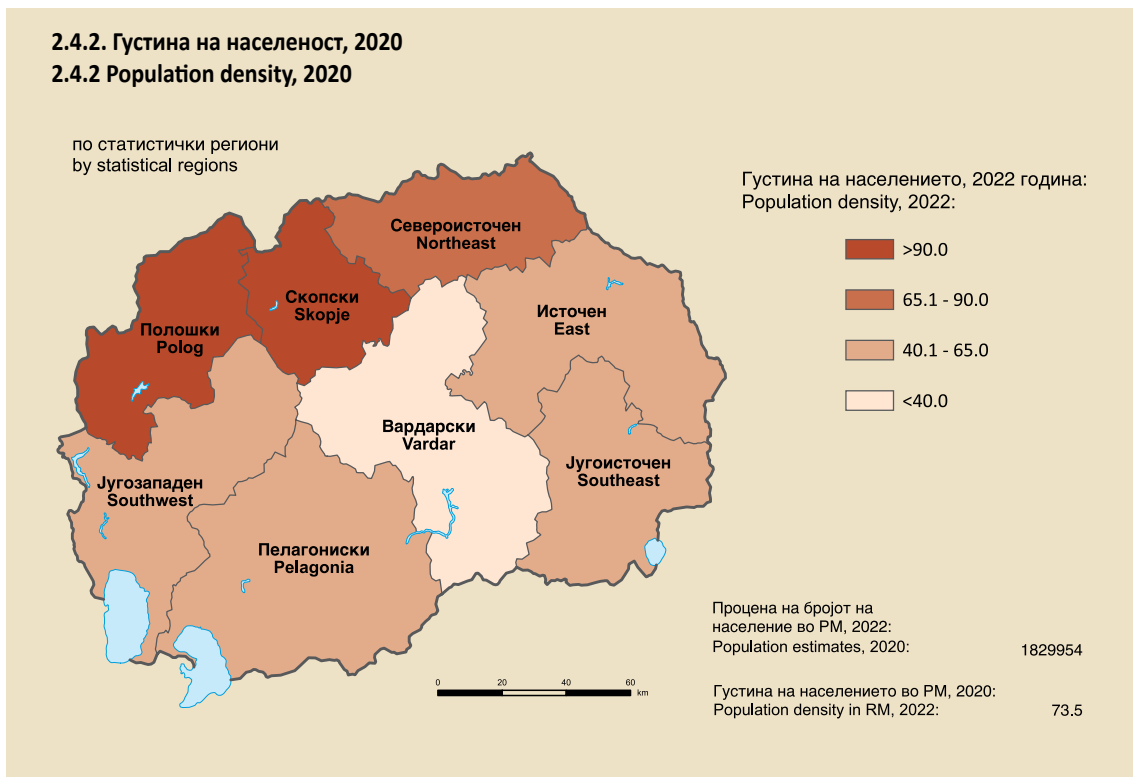 2.4.2. Густина на населеност, 2020
2.4.2 Population density, 2020
по статистички региони
by statistical regions
Густина на населението, 2022 година:
Population density, 2022:
>90.0
65.1 - 90.0
40.1 - 65.0
<40.0
Североисточен
Northeast
Скопски
Skopje
Источен
East
Полошки
Polog
Вардарски
Vardar
Југозападен
Southwest
Југоисточен
Southeast
Пелагониски
Pelagonia
0 20 40 60
km
Процена на бројот на
население во РМ, 2022:
Population estimates, 2020: 1829954
Густина на населението во РМ, 2020:
Population density in RM, 2022: 73.5